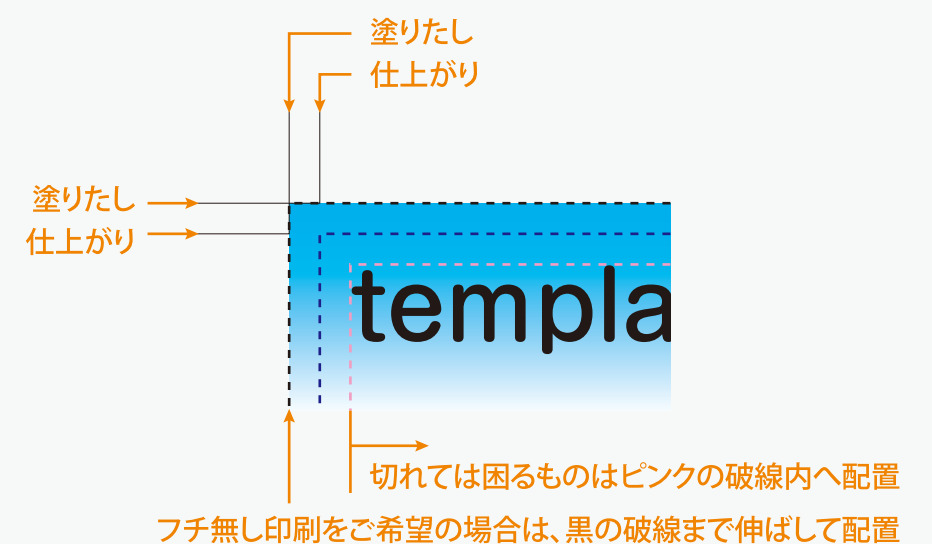 塗りたし
仕上がり
塗りたし
仕上がり
templa
切れては困るものはピンクの破線内へ配置
フチ無し印刷をご希望の場合は、黒の破線まで伸ばして配置